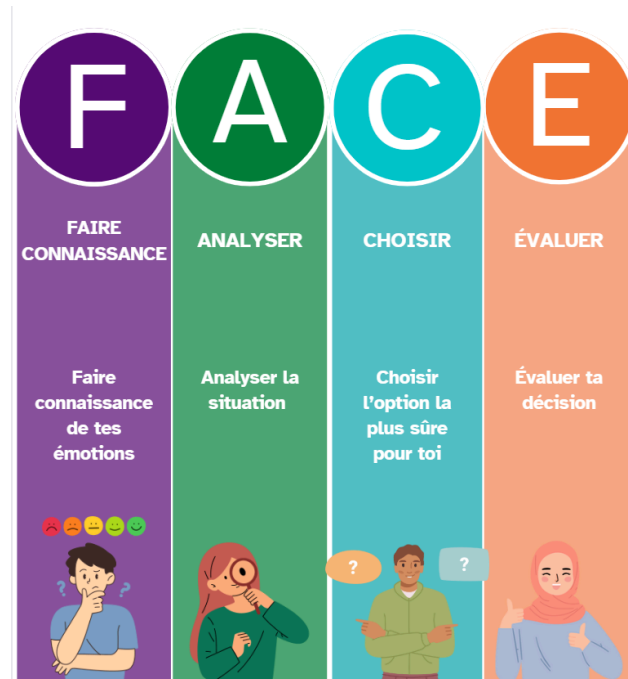 F
FAIRE
CONNAISSANCE
Faire
connaissance
de tes
émotions
?
?
A
ANALYSER
Analyser la
situation
C
CHOISIR
Choisir
l'option la
plus sûre
pour toi
?
?
E
ÉVALUER
Évaluer ta
décision